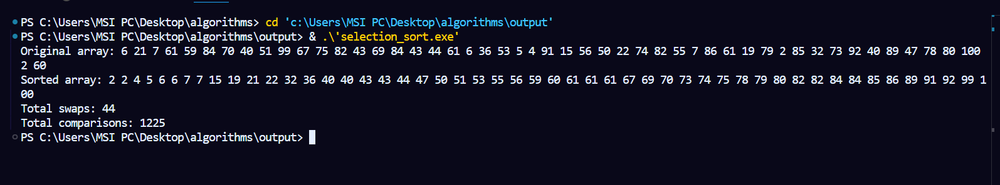 PS C:\Users\MSI PC\Desktop\algorithms> cd 'c:\Users\MSI PC\Desktop\algorithms\output'
PS C:\Users\MSI PC\Desktop\algorithms\output> & .\'selection_sort.exe'
Original array: 6 21 7 61 59 84 70 40 51 99 67 75 82 43 69 84 43 44 61 6 36 53 5 4 91 15 56 50 22 74 82 55 7 86 61 19 79 2 85 32 73 92 40 89 47 78 80 100
2 60
Sorted array: 2 2 4 5 6 6 7 7 15 19 21 22 32 36 40 40 43 43 44 47 50 51 53 55 56 59 60 61 61 61 67 69 70 73 74 75 78 79 80 82 82 84 84 85 86 89 91 92 99 1
00
Total swaps: 44
Total comparisons: 1225
PS C:\Users\MSI PC\Desktop\algorithms\output>